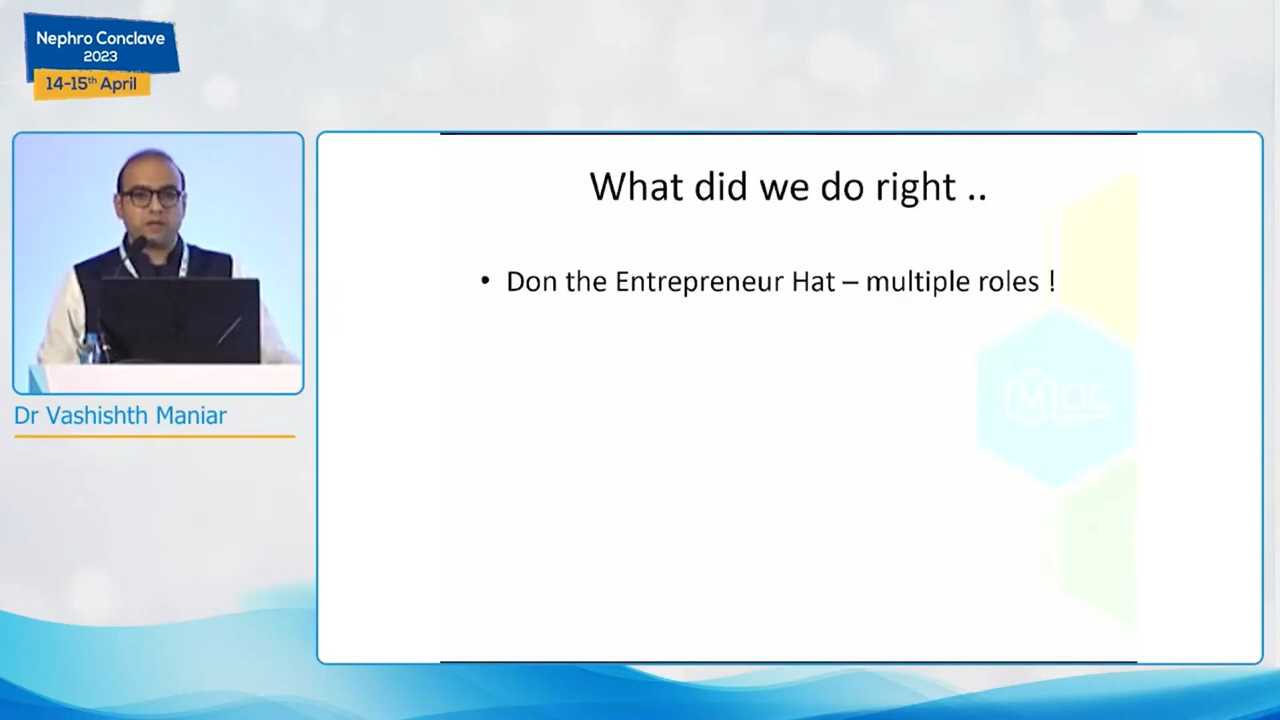 Nephro Conclave
2023
14-15th April
What did we do right ..
• Don the Entrepreneur Hat – multiple roles !
MOC
Dr Vashishth Maniar